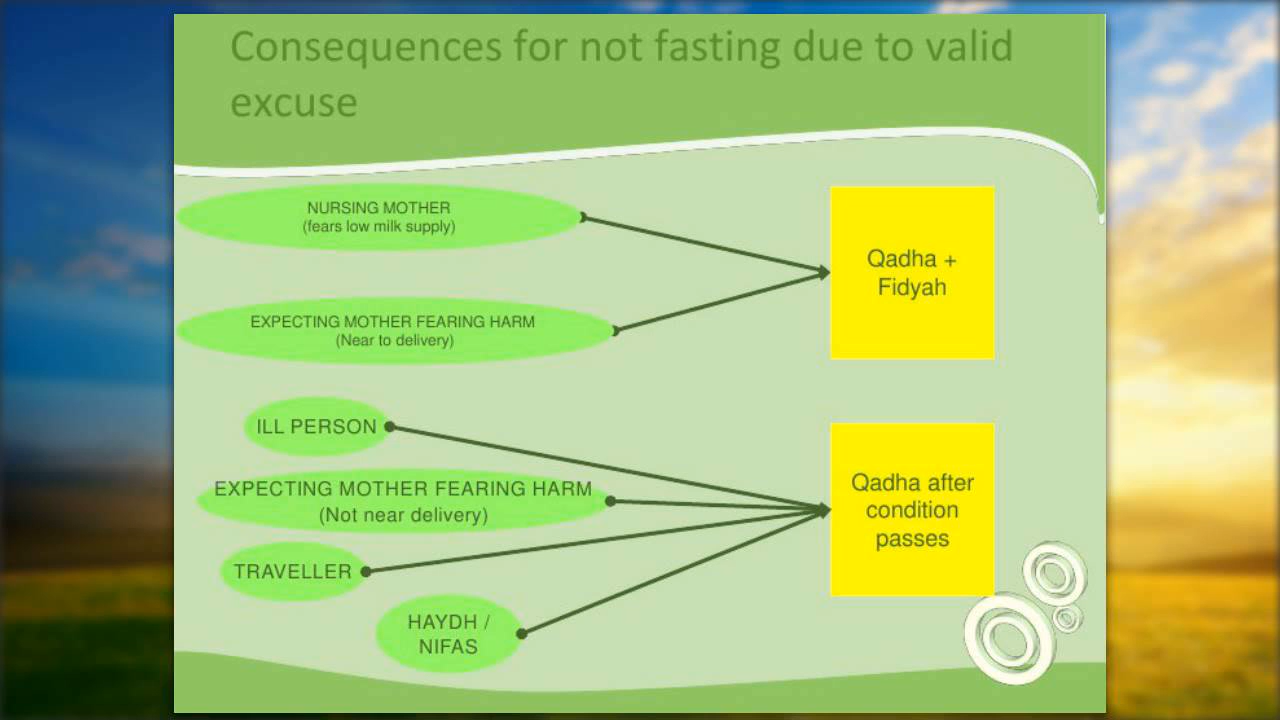 Consequences for not fasting due to valid
excuse
NURSING MOTHER
(fears low milk supply)
EXPECTING MOTHER FEARING HARM
(Near to delivery)
Qadha +
Fidyah
ILL PERSON
EXPECTING MOTHER FEARING HARM
(Not near delivery)
TRAVELLER
HAYDH /
NIFAS
Qadha after
condition
passes